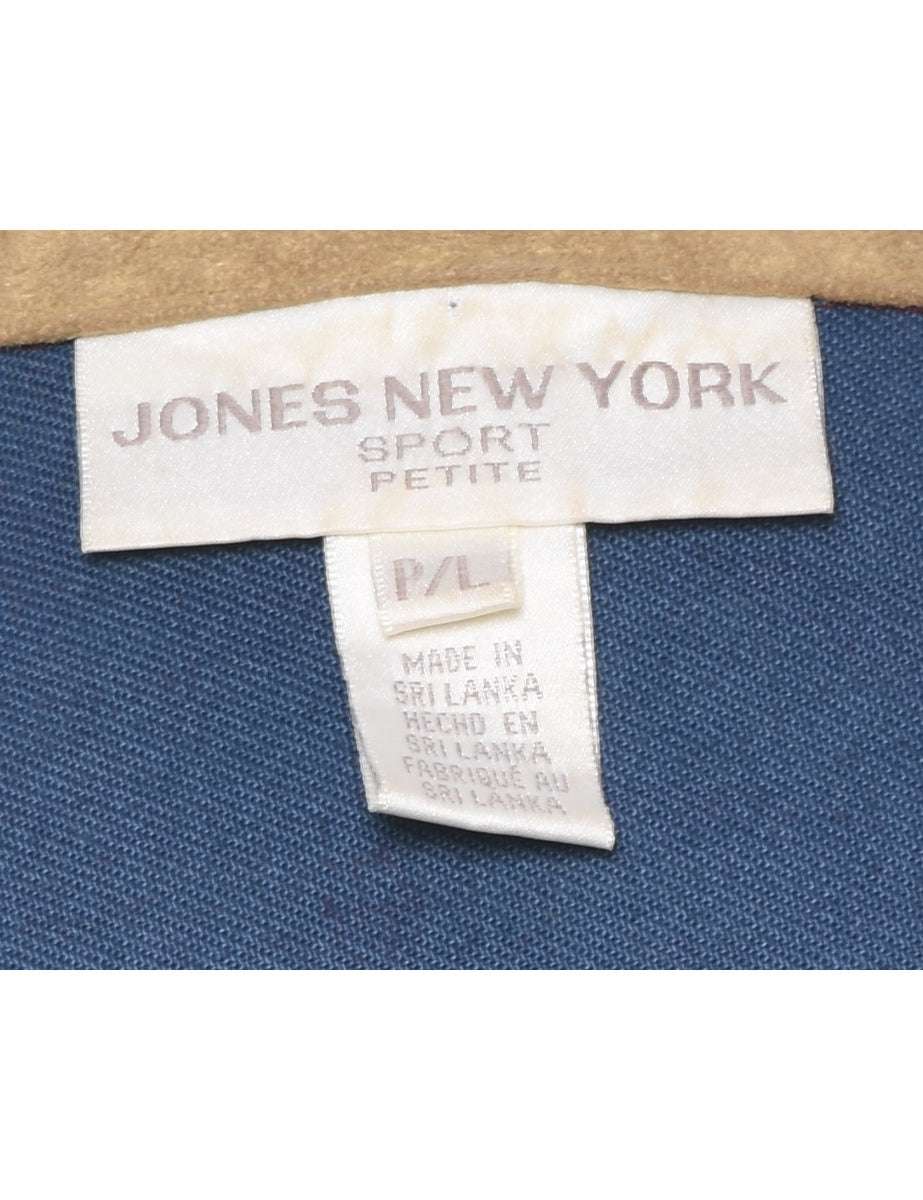 JONES NEW YORK
SPORT
PETITE
P/L
MADE IN
SRI LANKA
HECHO EN
SRI LANKA
FABRIQUÉ AU
SRI LANKA